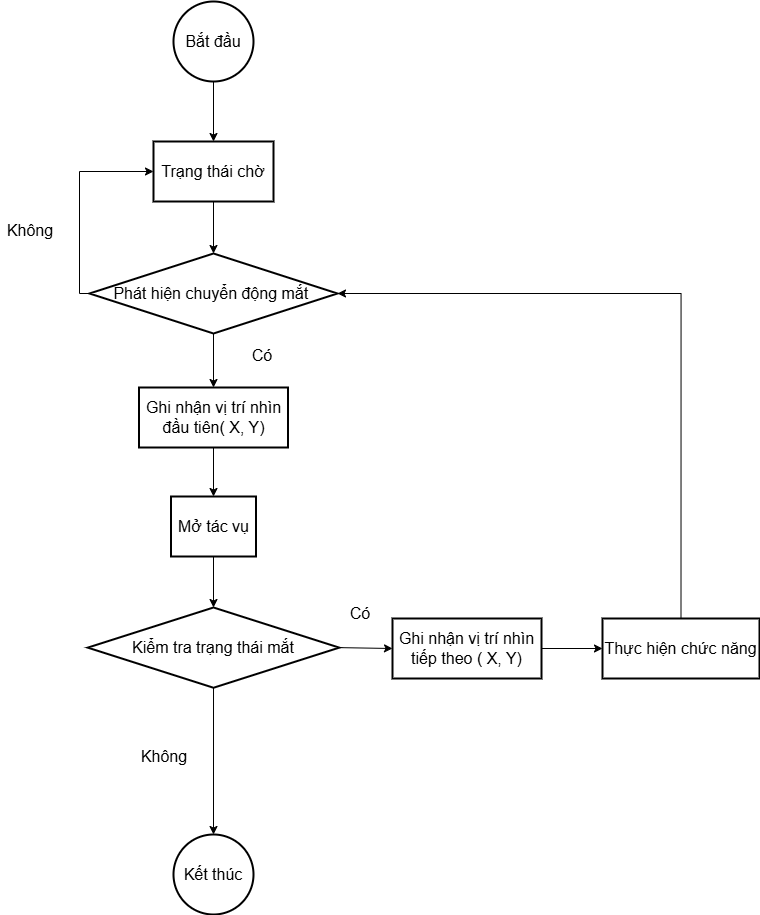 Bắt đầu
Trạng thái chờ
Không
Phát hiện chuyển động mắt
Có
Ghi nhận vị trí nhìn
đầu tiên( X, Y)
Mở tác vụ
Kiểm tra trạng thái mắt
Có
Ghi nhận vị trí nhìn
tiếp theo ( X, Y)
Thực hiện chức năng
Không
Kết thúc